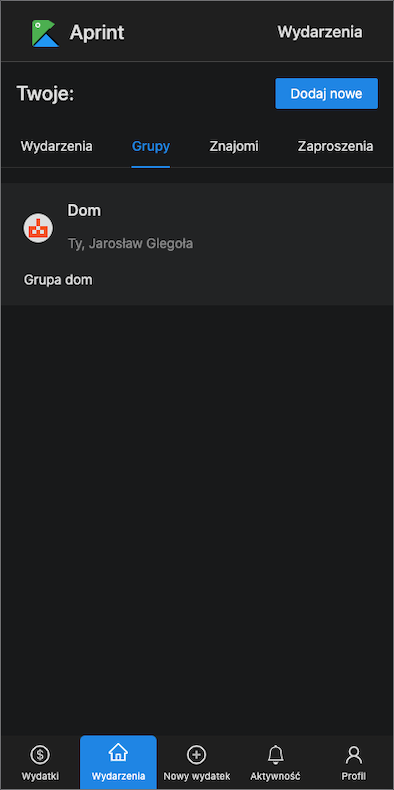 Aprint
Wydarzenia
Twoje:
Dodaj nowe
Wydarzenia
Grupy
Znajomi
Zaproszenia
Dom
Ty, Jarosław Glegoła
Grupa dom
Wydatki
Wydarzenia
Nowy wydatek
Aktywność
Profil